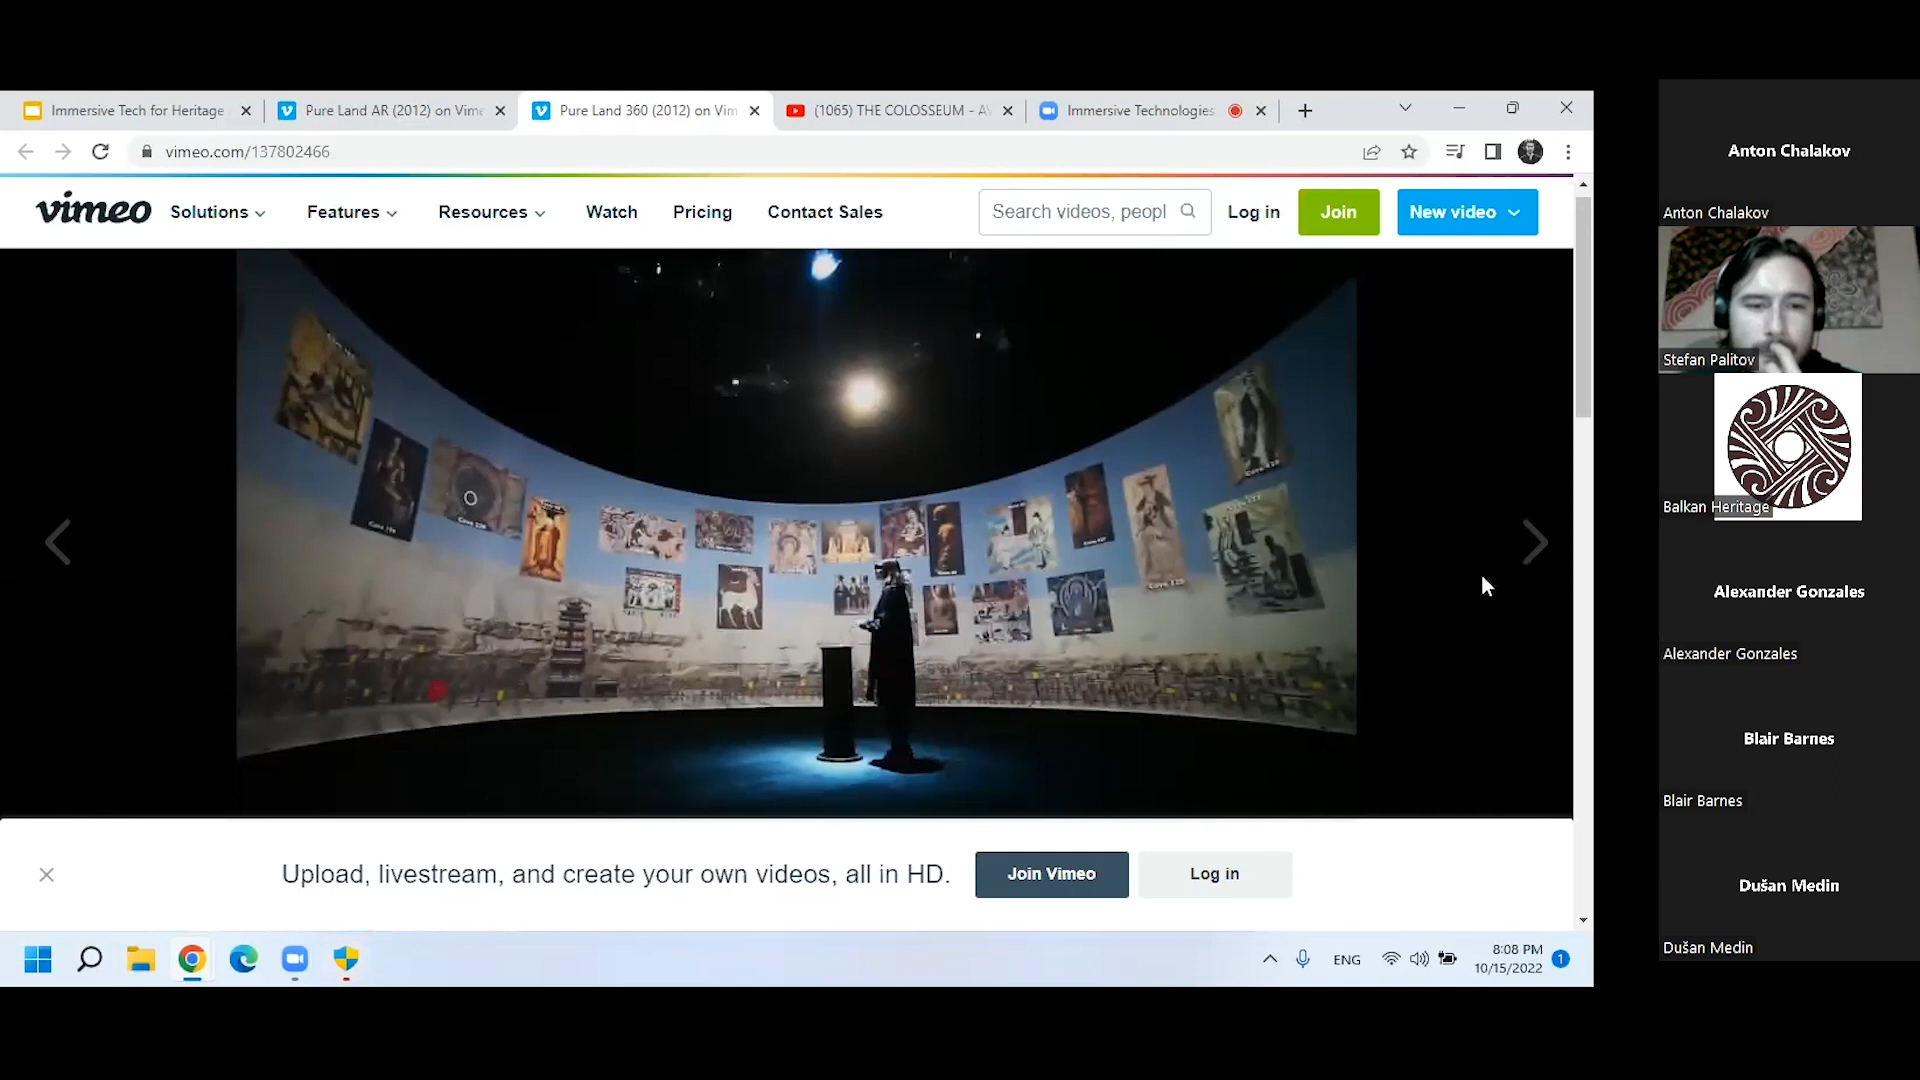 Immersive Tech for Heritage
Pure Land AR (2012) on Vime
Pure Land 360 (2012) on Vim
(1065) THE COLOSSEUM - AV
Immersive Technologies
vimeo.com/137802466
vimeo
Solutions
Features
Resources
Watch
Pricing
Contact Sales
Search videos, peopl
Log in
Join
New video
Upload, livestream, and create your own videos, all in HD.
Join Vimeo
Log in
ENG
8:08 PM
10/15/2022
1
Anton Chalakov
Anton Chalakov
Stefan Palitov
Balkan Heritage
Alexander Gonzales
Alexander Gonzales
Blair Barnes
Blair Barnes
Dušan Medin
Dušan Medin